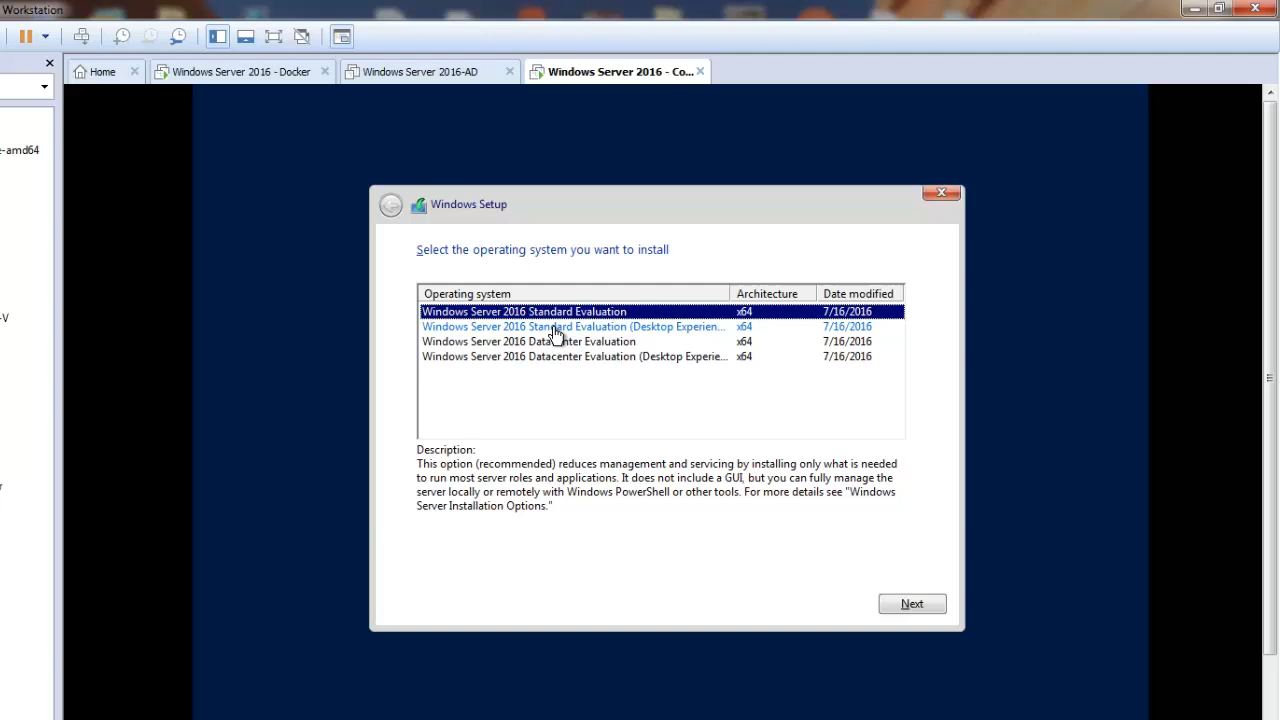 Workstation
Home
Windows Server 2016 - Docker
Windows Server 2016-AD
Windows Server 2016 - Co...
e-amd64
-V
r
Windows Setup
Select the operating system you want to install
Operating system Architecture Date modified
Windows Server 2016 Standard Evaluation x64 7/16/2016
Windows Server 2016 Standard Evaluation (Desktop Experien... x64 7/16/2016
Windows Server 2016 Datacenter Evaluation x64 7/16/2016
Windows Server 2016 Datacenter Evaluation (Desktop Experie... x64 7/16/2016
Description:
This option (recommended) reduces management and servicing by installing only what is needed
to run most server roles and applications. It does not include a GUI, but you can fully manage the
server locally or remotely with Windows PowerShell or other tools. For more details see "Windows
Server Installation Options."
Next